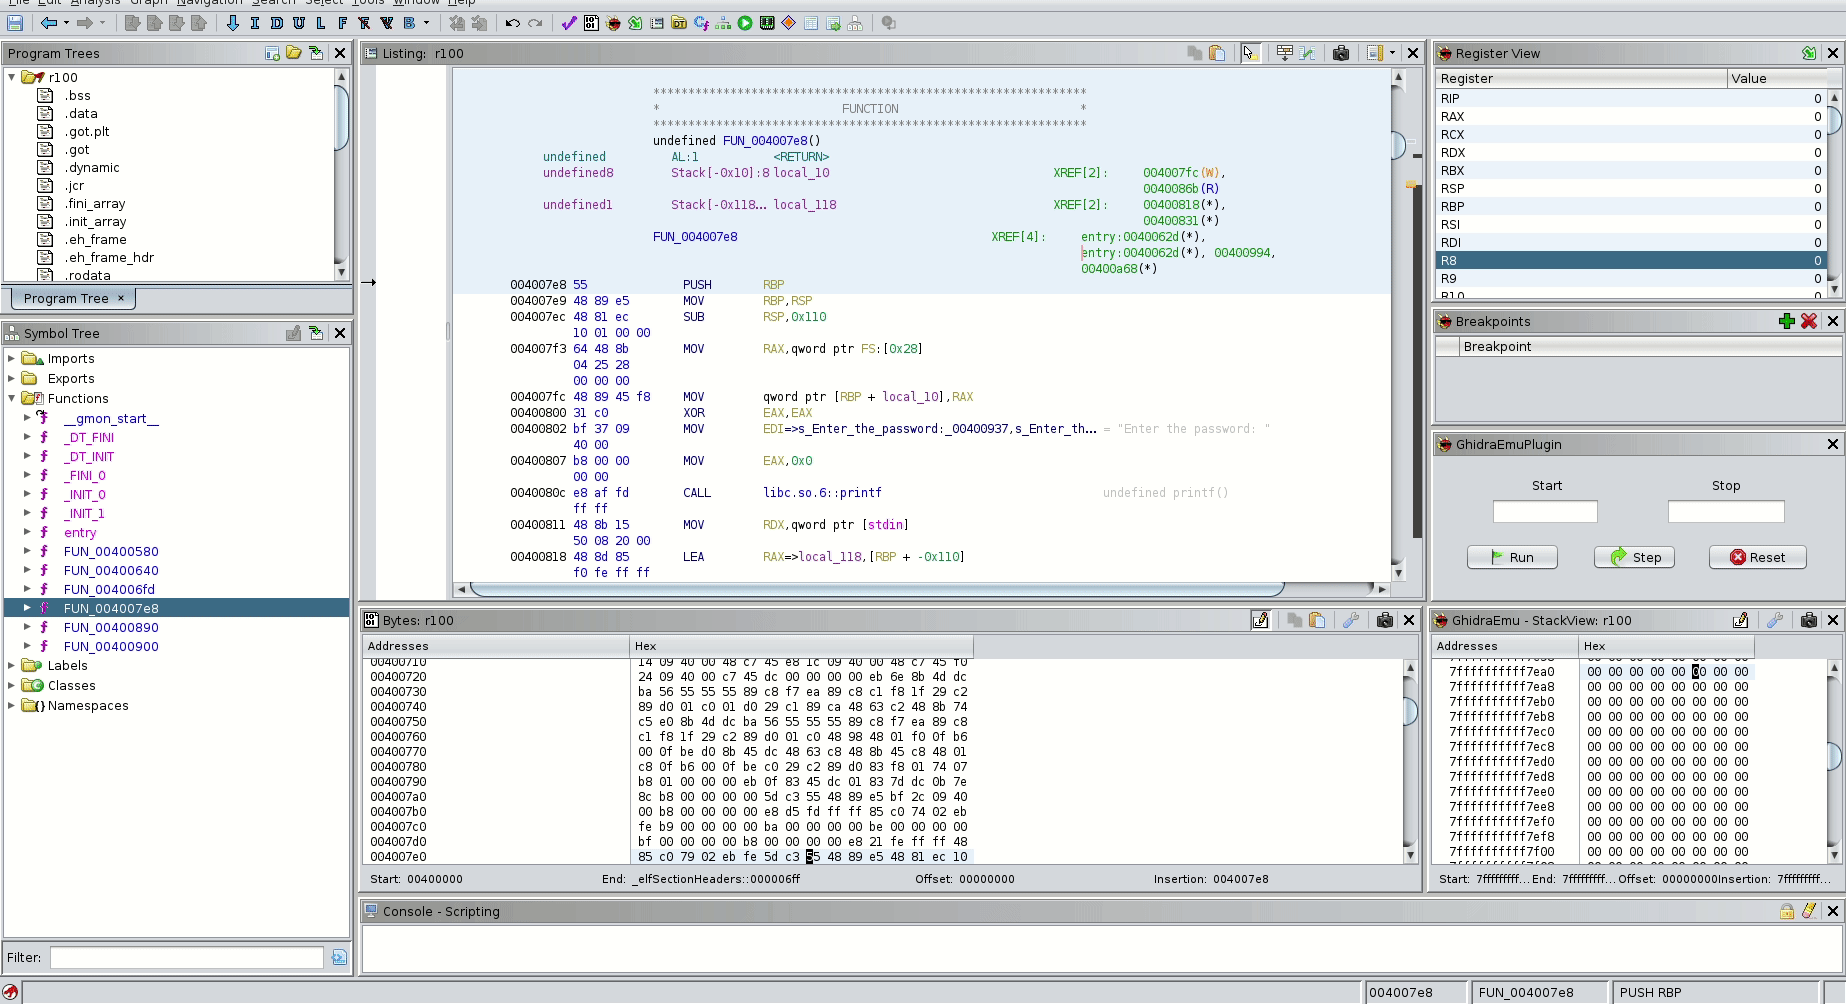 File Edit Analysis Graph Navigation Search Select Tools Window Help
I D U L F R V B
Program Trees
r100
.bss
.data
.got.plt
.got
.dynamic
.jcr
.fini_array
.init_array
.eh_frame
.eh_frame_hdr
.rodata
Program Tree ×
Symbol Tree
Imports
Exports
Functions
__gmon_start__
_DT_FINI
_DT_INIT
_FINI_0
_INIT_0
_INIT_1
entry
FUN_00400580
FUN_00400640
FUN_004006fd
FUN_004007e8
FUN_00400890
FUN_00400900
Labels
Classes
Namespaces
Filter:
Listing: r100
**************************************************************
* FUNCTION *
**************************************************************
undefined FUN_004007e8()
undefined AL:1 <RETURN>
undefined8 Stack[-0x10]:8 local_10 XREF[2]: 004007fc(W),
0040086b(R)
undefined1 Stack[-0x118... local_118 XREF[2]: 00400818(*),
00400831(*)
FUN_004007e8 XREF[4]: entry:0040062d(*),
entry:0040062d(*), 00400994,
00400a68(*)
004007e8 55 PUSH RBP
004007e9 48 89 e5 MOV RBP,RSP
004007ec 48 81 ec SUB RSP,0x110
10 01 00 00
004007f3 64 48 8b MOV RAX,qword ptr FS:[0x28]
04 25 28
00 00 00
004007fc 48 89 45 f8 MOV qword ptr [RBP + local_10],RAX
00400800 31 c0 XOR EAX,EAX
00400802 bf 37 09 MOV EDI=>s_Enter_the_password:_00400937,s_Enter_th... = "Enter the password: "
40 00
00400807 b8 00 00 MOV EAX,0x0
00 00
0040080c e8 af fd CALL libc.so.6::printf undefined printf()
ff ff
00400811 48 8b 15 MOV RDX,qword ptr [stdin]
50 08 20 00
00400818 48 8d 85 LEA RAX=>local_118,[RBP + -0x110]
f0 fe ff ff
Bytes: r100
Addresses Hex
00400710 14 09 40 00 48 c7 45 e8 1c 09 40 00 48 c7 45 f0
00400720 24 09 40 00 c7 45 dc 00 00 00 00 eb 6e 8b 4d dc
00400730 ba 56 55 55 55 89 c8 f7 ea 89 c8 c1 f8 1f 29 c2
00400740 89 d0 01 c0 01 d0 29 c1 89 ca 48 63 c2 48 8b 74
00400750 c5 e0 8b 4d dc ba 56 55 55 55 89 c8 f7 ea 89 c8
00400760 c1 f8 1f 29 c2 89 d0 01 c0 48 98 48 01 f0 0f b6
00400770 00 0f be d0 8b 45 dc 48 63 c8 48 8b 45 c8 48 01
00400780 c8 0f b6 00 0f be c0 29 c2 89 d0 83 f8 01 74 07
00400790 b8 01 00 00 00 eb 0f 83 45 dc 01 83 7d dc 0b 7e
004007a0 8c b8 00 00 00 00 5d c3 55 48 89 e5 bf 2c 09 40
004007b0 00 b8 00 00 00 00 e8 d5 fd ff ff 85 c0 74 02 eb
004007c0 fe b9 00 00 00 00 ba 00 00 00 00 be 00 00 00 00
004007d0 bf 00 00 00 00 b8 00 00 00 00 e8 21 fe ff ff 48
004007e0 85 c0 79 02 eb fe 5d c3 55 48 89 e5 48 81 ec 10
Start: 00400000 End: _elfSectionHeaders::000006ff Offset: 00000000 Insertion: 004007e8
Console - Scripting
Register View
Register Value
RIP 0
RAX 0
RCX 0
RDX 0
RBX 0
RSP 0
RBP 0
RSI 0
RDI 0
R8 0
R9 0
R10 0
Breakpoints
Breakpoint
GhidraEmuPlugin
Start Stop
Run Step Reset
GhidraEmu - StackView: r100
Addresses Hex
7fffffffff7ea0 00 00 00 00 00 00 00 00
7fffffffff7ea8 00 00 00 00 00 00 00 00
7fffffffff7eb0 00 00 00 00 00 00 00 00
7fffffffff7eb8 00 00 00 00 00 00 00 00
7fffffffff7ec0 00 00 00 00 00 00 00 00
7fffffffff7ec8 00 00 00 00 00 00 00 00
7fffffffff7ed0 00 00 00 00 00 00 00 00
7fffffffff7ed8 00 00 00 00 00 00 00 00
7fffffffff7ee0 00 00 00 00 00 00 00 00
7fffffffff7ee8 00 00 00 00 00 00 00 00
7fffffffff7ef0 00 00 00 00 00 00 00 00
7fffffffff7ef8 00 00 00 00 00 00 00 00
7fffffffff7f00 00 00 00 00 00 00 00 00
Start: 7fffffffff... End: 7fffffffff... Offset: 00000000Insertion: 7fffffffff...
004007e8 FUN_004007e8 PUSH RBP